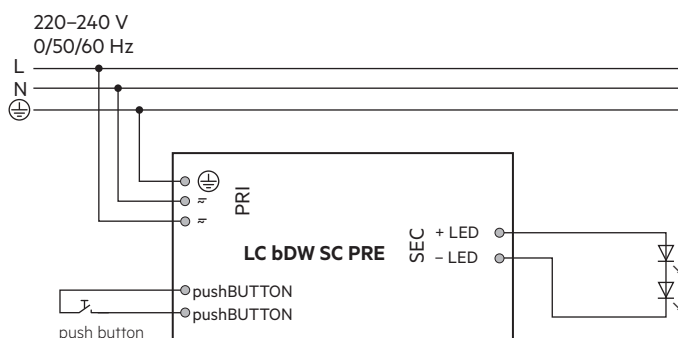 220–240 V
0/50/60 Hz
L
N
PRI
LC bDW SC PRE
SEC
+ LED
– LED
pushBUTTON
pushBUTTON
push button